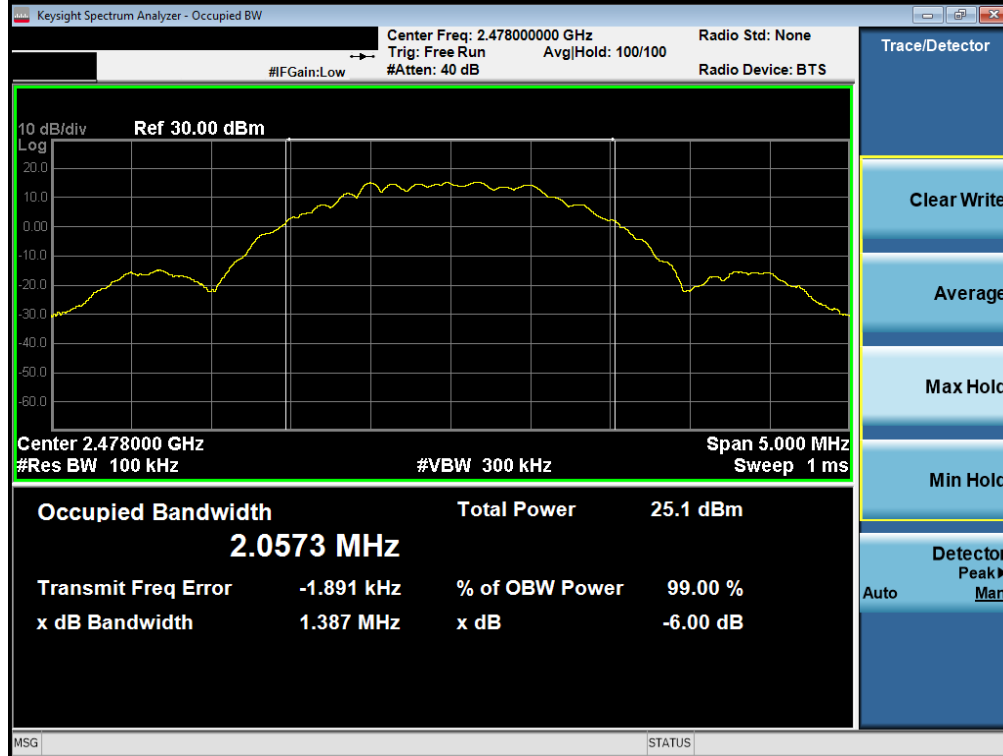 Keysight Spectrum Analyzer - Occupied BW
Center Freq: 2.478000000 GHz
Radio Std: None
Trig: Free Run
Avg|Hold: 100/100
#IFGain:Low
#Atten: 40 dB
Radio Device: BTS
10 dB/div
Ref 30.00 dBm
Log
20.0
10.0
0.00
-10.0
-20.0
-30.0
-40.0
-50.0
-60.0
Center 2.478000 GHz
Span 5.000 MHz
#Res BW 100 kHz
#VBW 300 kHz
Sweep 1 ms
Occupied Bandwidth
2.0573 MHz
Total Power 25.1 dBm
Transmit Freq Error -1.891 kHz
% of OBW Power 99.00 %
x dB Bandwidth 1.387 MHz
x dB -6.00 dB
Trace/Detector
Clear Write
Average
Max Hold
Min Hold
Detector
Peak
Auto Man
MSG
STATUS